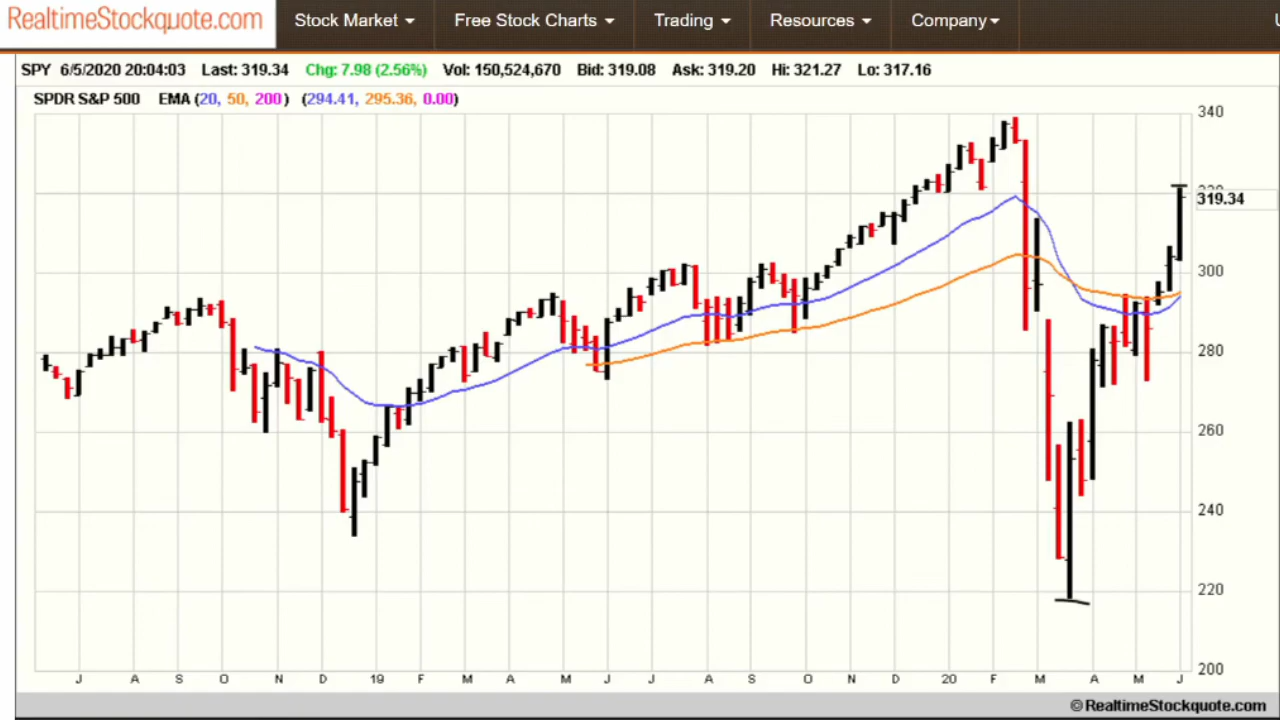 RealtimeStockquote.com Stock Market Free Stock Charts Trading Resources Company
SPY 6/5/2020 20:04:03 Last: 319.34 Chg: 7.98 (2.56%) Vol: 150,524,670 Bid: 319.08 Ask: 319.20 Hi: 321.27 Lo: 317.16
SPDR S&P 500 EMA (20, 50, 200) (294.41, 295.36, 0.00)
340
319.34
300
280
260
240
220
200
J A S O N D 19 F M A M J J A S O N D 20 F M A M J
©RealtimeStockquote.com